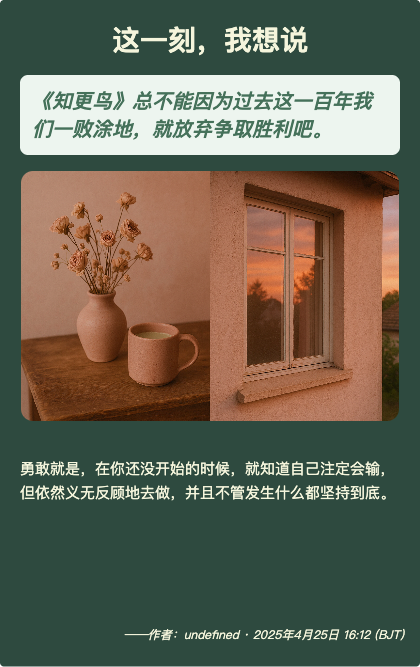 这一刻，我想说
《知更鸟》总不能因为过去这一百年我
们一败涂地，就放弃争取胜利吧。
勇敢就是，在你还没开始的时候，就知道自己注定会输，
但依然义无反顾地去做，并且不管发生什么都坚持到底。
——作者：undefined · 2025年4月25日 16:12 (BJT)